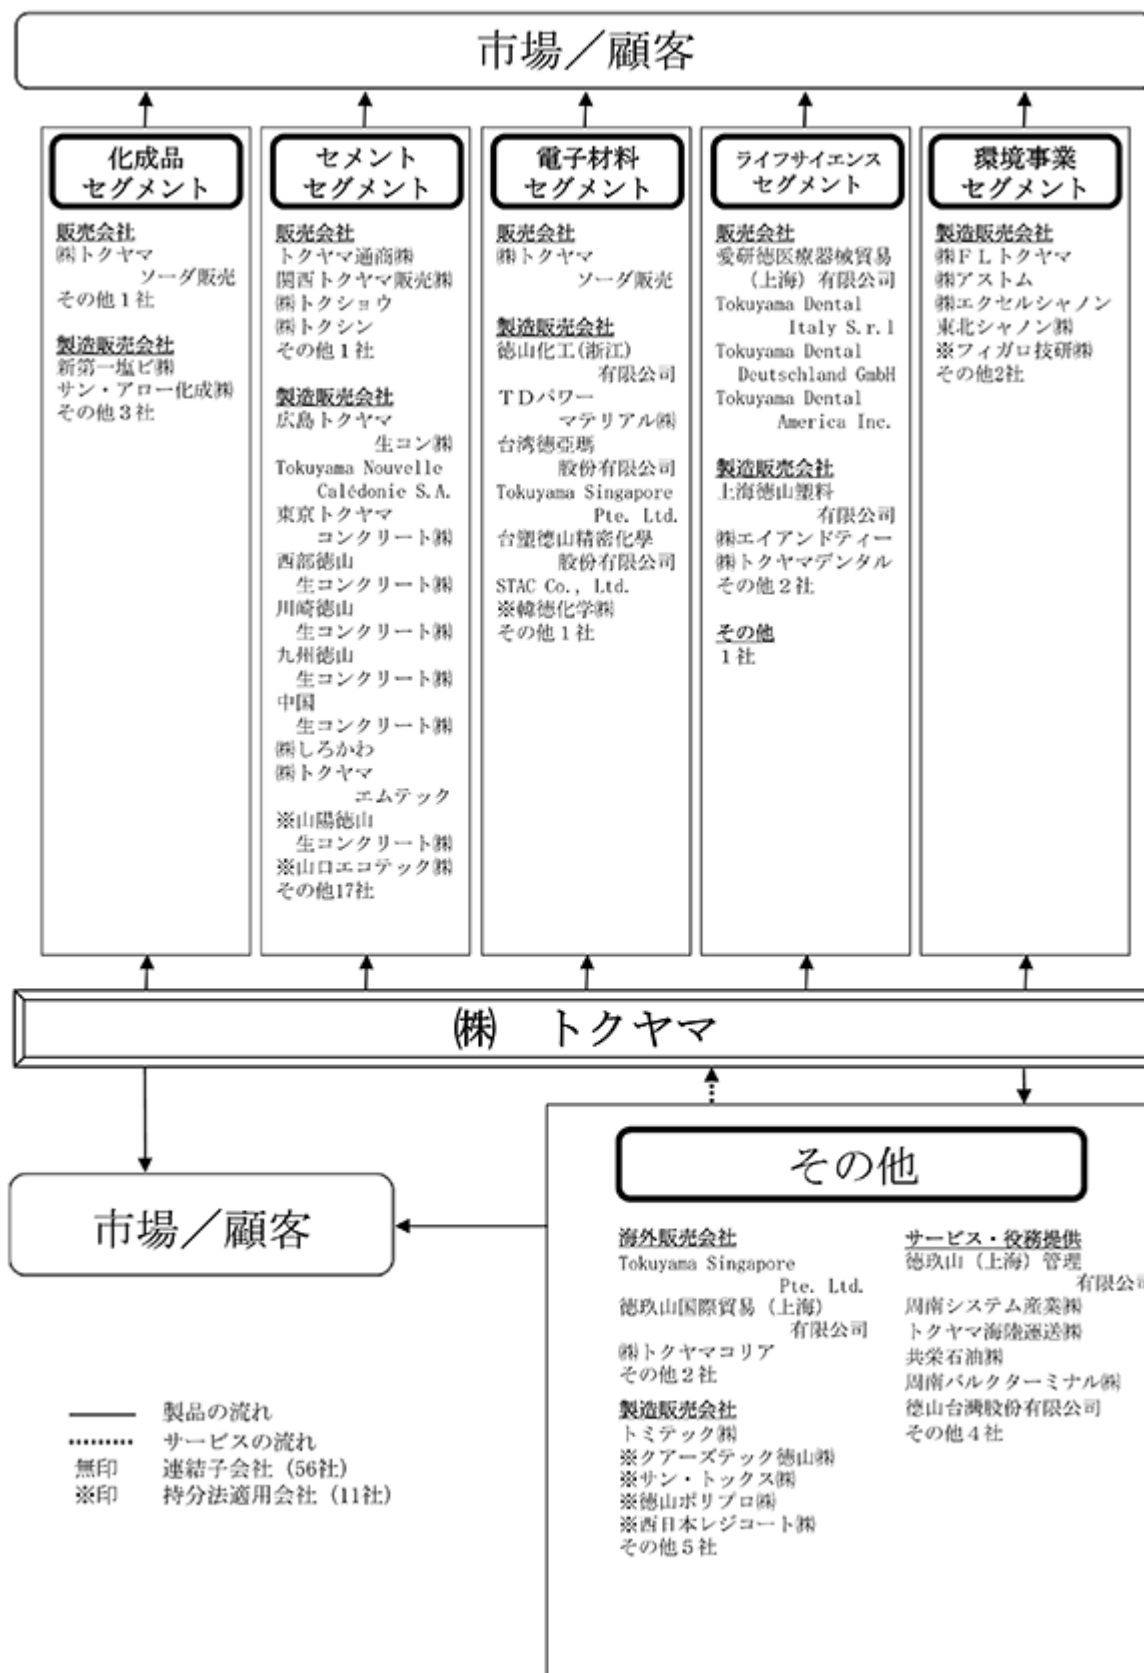 市場／顧客
化成品
セグメント
販売会社
㈱トクヤマ
ソーダ販売
その他１社
製造販売会社
新第一塩ビ㈱
サン・アロー化成㈱
その他３社
セメント
セグメント
販売会社
トクヤマ通商㈱
関西トクヤマ販売㈱
㈱トクショウ
㈱トクシン
その他１社
製造販売会社
広島トクヤマ
生コン㈱
Tokuyama Nouvelle
Calédonie S.A.
東京トクヤマ
コンクリート㈱
西部徳山
生コンクリート㈱
川崎徳山
生コンクリート㈱
九州徳山
生コンクリート㈱
中国
生コンクリート㈱
㈱しろかわ
㈱トクヤマ
エムテック
※山陽徳山
生コンクリート㈱
※山口エコテック㈱
その他17社
電子材料
セグメント
販売会社
㈱トクヤマ
ソーダ販売
製造販売会社
徳山化工(浙江)
有限公司
ＴＤパワー
マテリアル㈱
台湾徳亞瑪
股份有限公司
Tokuyama Singapore
Pte. Ltd.
台塑德山精密化學
股份有限公司
STAC Co., Ltd.
※韓徳化学㈱
その他１社
ライフサイエンス
セグメント
販売会社
愛研徳医療器械貿易
（上海）有限公司
Tokuyama Dental
Italy S.r.l
Tokuyama Dental
Deutschland GmbH
Tokuyama Dental
America Inc.
製造販売会社
上海徳山塑料
有限公司
㈱エイアンドティー
㈱トクヤマデンタル
その他２社
その他
１社
環境事業
セグメント
製造販売会社
㈱ＦＬトクヤマ
㈱アストム
㈱エクセルシャノン
東北シャノン㈱
※フィガロ技研㈱
その他2社
㈱　トクヤマ
市場／顧客
その他
海外販売会社
Tokuyama Singapore
Pte. Ltd.
徳玖山国際貿易（上海）
有限公司
㈱トクヤマコリア
その他２社
製造販売会社
トミテック㈱
※クアーズテック徳山㈱
※サン・トックス㈱
※徳山ポリプロ㈱
※西日本レジコート㈱
その他５社
サービス・役務提供
徳玖山（上海）管理
有限公司
周南システム産業㈱
トクヤマ海陸運送㈱
共栄石油㈱
周南バルクターミナル㈱
徳山台灣股份有限公司
その他４社
製品の流れ
サービスの流れ
無印　連結子会社（56社）
※印　持分法適用会社（11社）